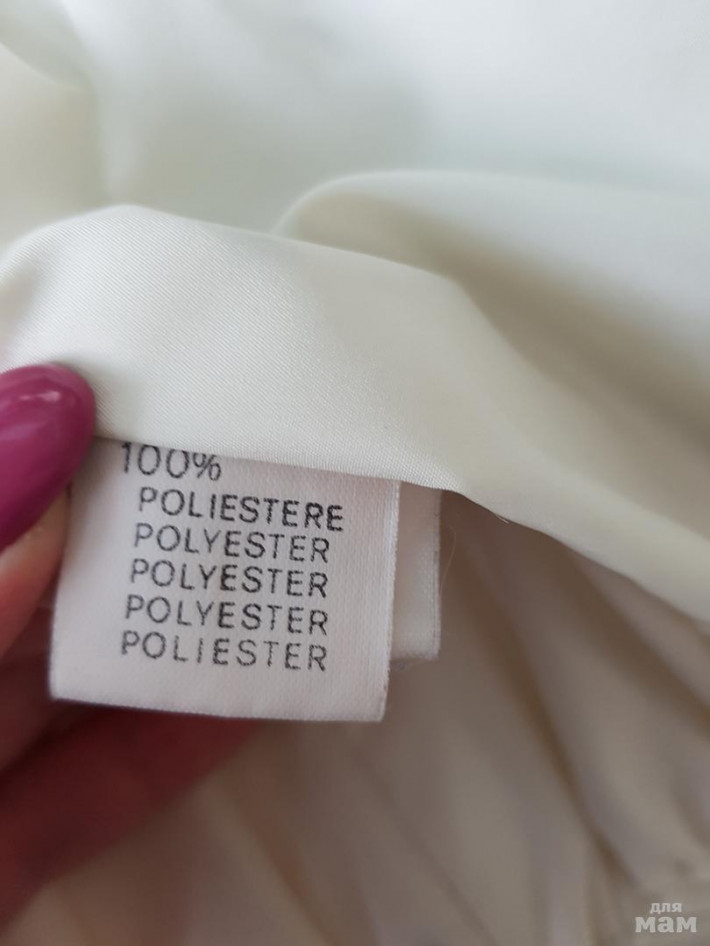 100%
POLIESTERE
POLYESTER
POLYESTER
POLYESTER
POLIESTER
для
мам